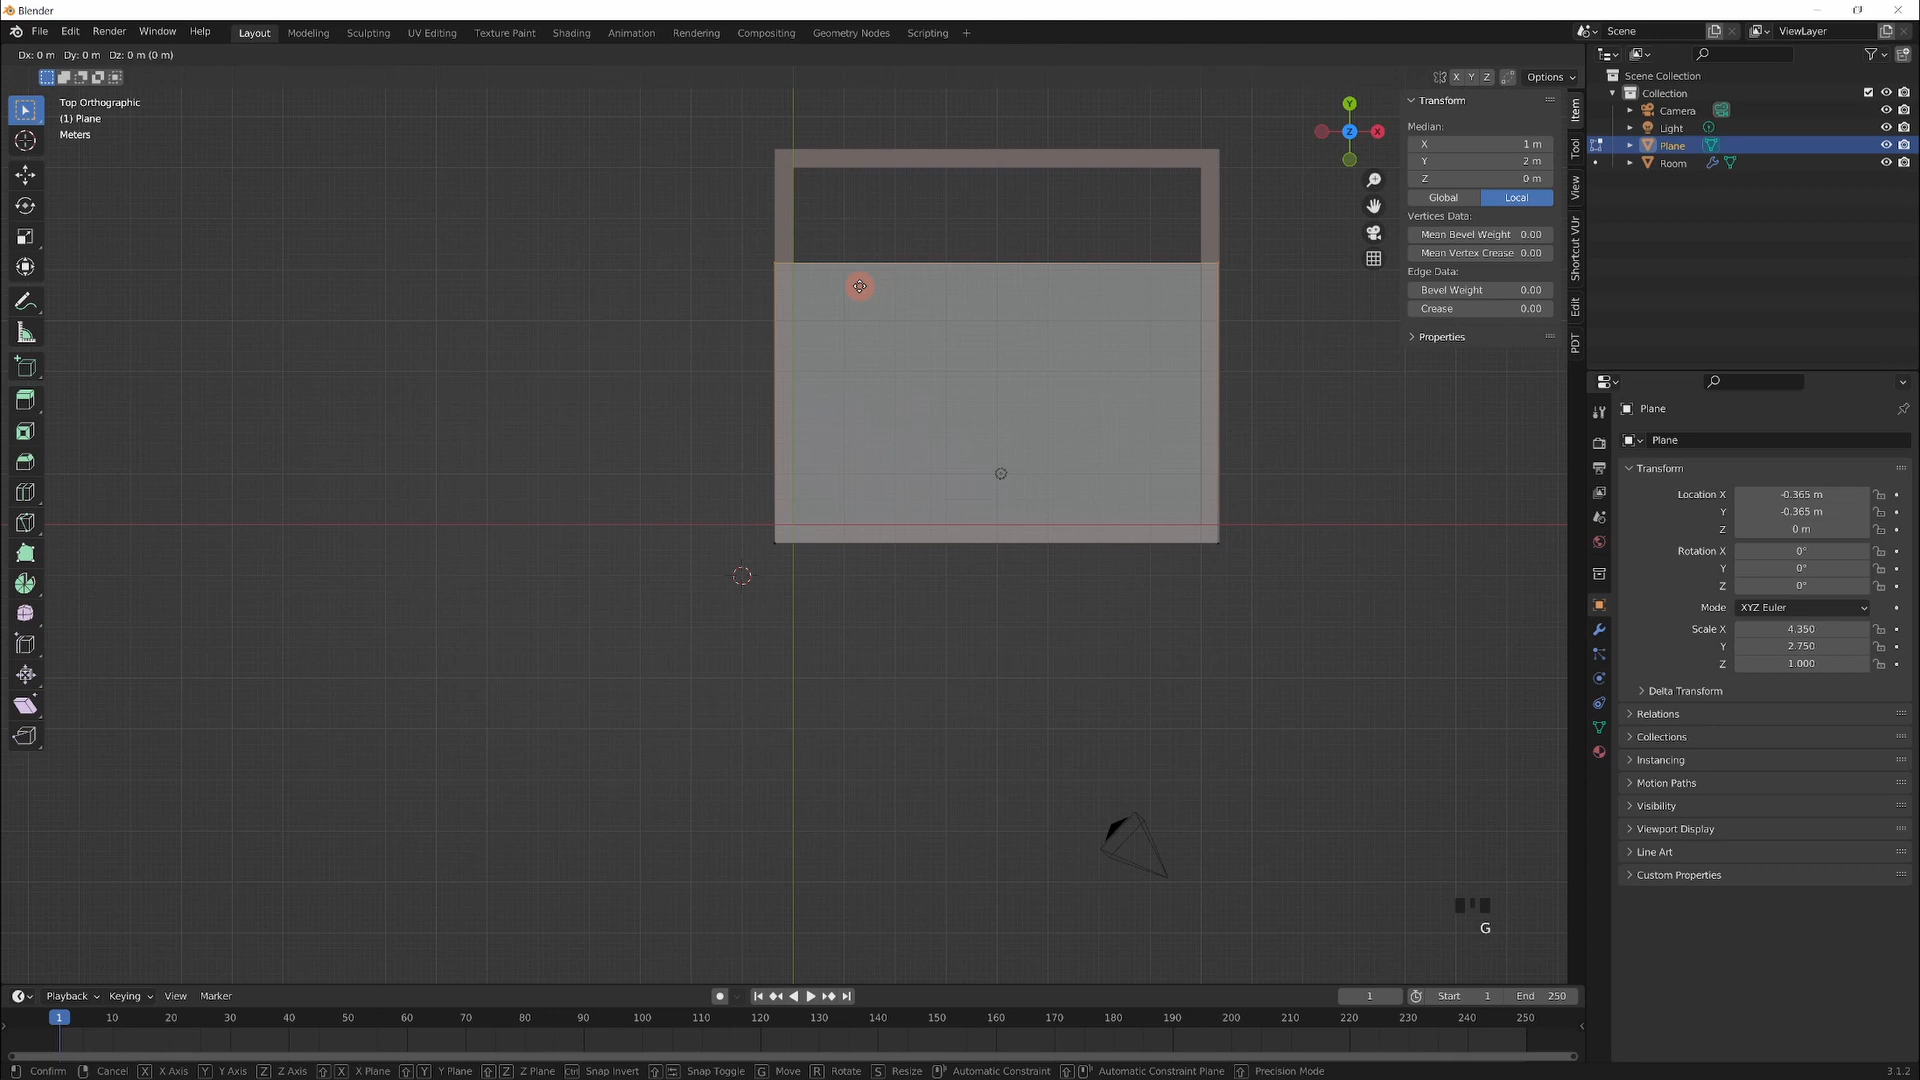 Blender
File Edit Render Window Help
Layout Modeling Sculpting UV Editing Texture Paint Shading Animation Rendering Compositing Geometry Nodes Scripting +
Scene
ViewLayer
Dx: 0 m Dy: 0 m Dz: 0 m (0 m)
X Y Z Options
Top Orthographic
(1) Plane
Meters
Y
X
Z
Transform
Median:
X 1 m
Y 2 m
Z 0 m
Global Local
Vertices Data:
Mean Bevel Weight 0.00
Mean Vertex Crease 0.00
Edge Data:
Bevel Weight 0.00
Crease 0.00
Properties
Item
Tool
View
Shortcut VUr
Edit
PDT
Scene Collection
Collection
Camera
Light
Plane
Room
Plane
Plane
Transform
Location X -0.365 m
Y -0.365 m
Z 0 m
Rotation X 0°
Y 0°
Z 0°
Mode XYZ Euler
Scale X 4.350
Y 2.750
Z 1.000
Delta Transform
Relations
Collections
Instancing
Motion Paths
Visibility
Viewport Display
Line Art
Custom Properties
G
Playback Keying View Marker
1 Start 1 End 250
1 10 20 30 40 50 60 70 80 90 100 110 120 130 140 150 160 170 180 190 200 210 220 230 240 250
Confirm Cancel X X Axis Y Y Axis Z Z Axis X X Plane Y Y Plane Z Z Plane Ctrl Snap Invert Snap Toggle G Move R Rotate S Resize Automatic Constraint Automatic Constraint Plane Precision Mode
3.1.2